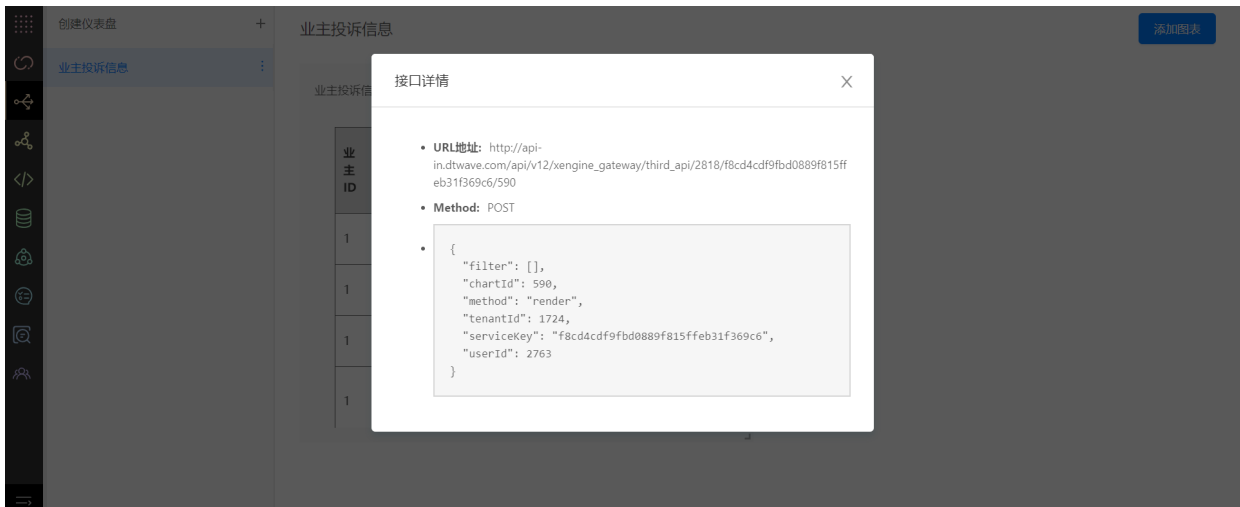 创建仪表盘 +
业主投诉信息
添加图表
业主投诉信息
业主投诉信
接口详情
业
主
ID
URL地址: http://api-
in.dtwave.com/api/v12/xengine_gateway/third_api/2818/f8cd4cdf9fbd0889f815ff
eb31f369c6/590
Method: POST
{
"filter": [],
"chartId": 590,
"method": "render",
"tenantId": 1724,
"serviceKey": "f8cd4cdf9fbd0889f815ffeb31f369c6",
"userId": 2763
}
1
1
1
1